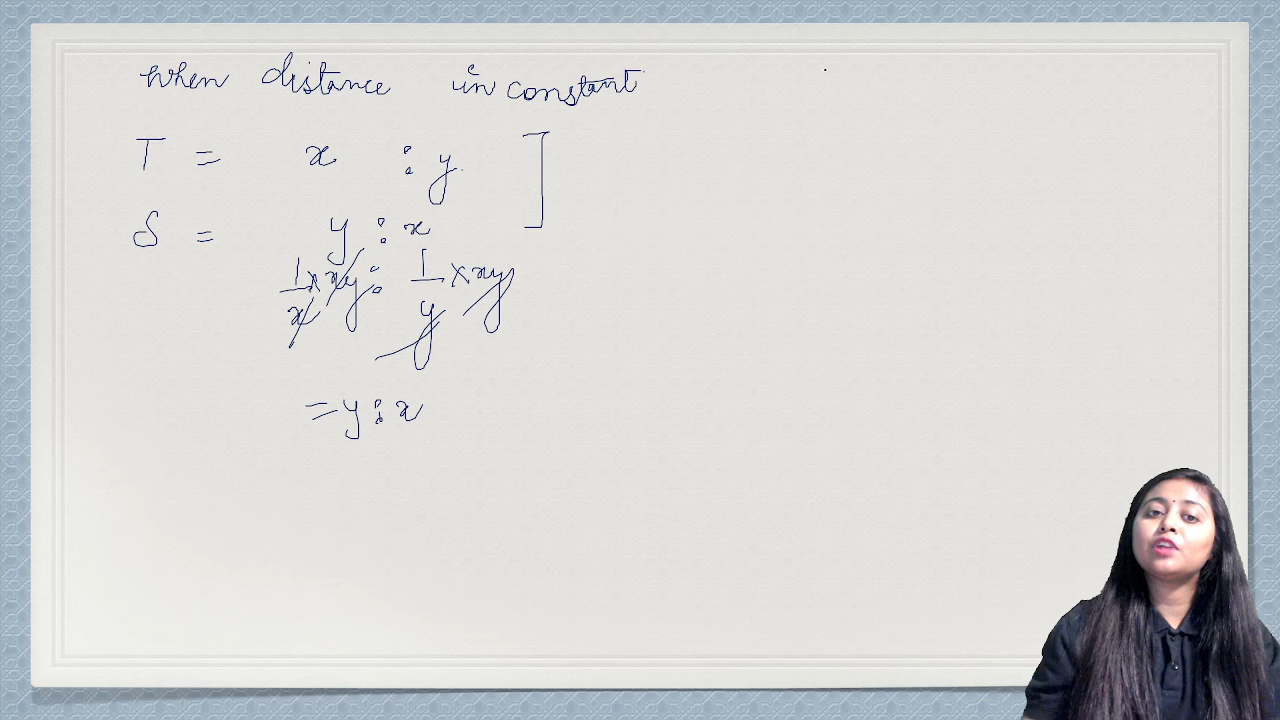 when distance in constant
T = x : y
S = y : x
1/x × xy : 1/y × xy
= y : x